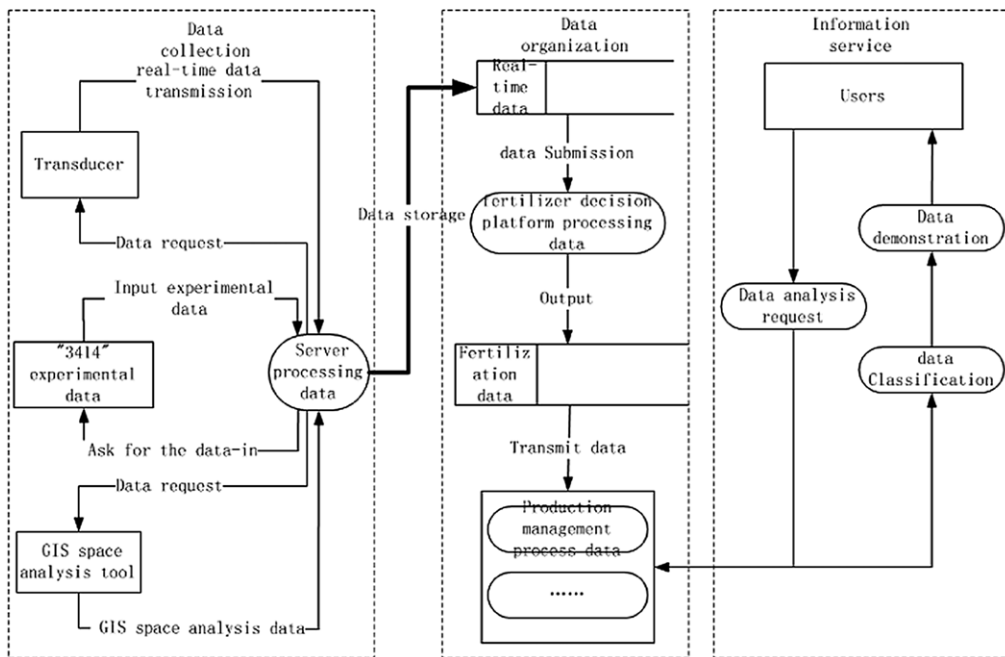 Data
collection
real-time data
transmission
Transducer
Data request
Input experimental
data
"3414"
experimental
data
Server
processing
data
Ask for the data-in
Data request
GIS space
analysis tool
GIS space analysis data
Data storage
Data
organization
Real-
time
data
data Submission
fertilizer decision
platform processing
data
Output
Fertiliz
ation data
Transmit data
Production
management
process data
······
Information
service
Users
Data
demonstration
Data analysis
request
data
Classification